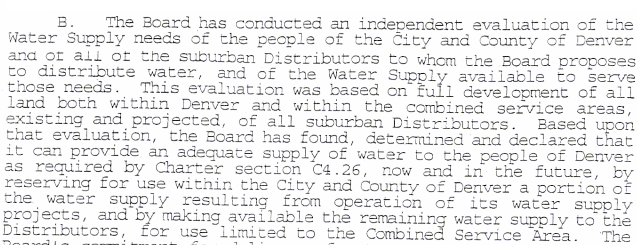 B. The Board has conducted an independent evaluation of the
Water Supply needs of the people of the City and County of Denver
and of all of the suburban Distributors to whom the Board proposes
to distribute water, and of the Water Supply available to serve
those needs. This evaluation was based on full development of all
land both within Denver and within the combined service areas,
existing and projected, of all suburban Distributors. Based upon
that evaluation, the Board has found, determined and declared that
it can provide an adequate supply of water to the people of Denver
as required by Charter section C4.26, now and in the future, by
reserving for use within the City and County of Denver a portion of
the water supply resulting from operation of its water supply
projects, and by making available the remaining water supply to the
Distributors, for use limited to the Combined Service Area. The